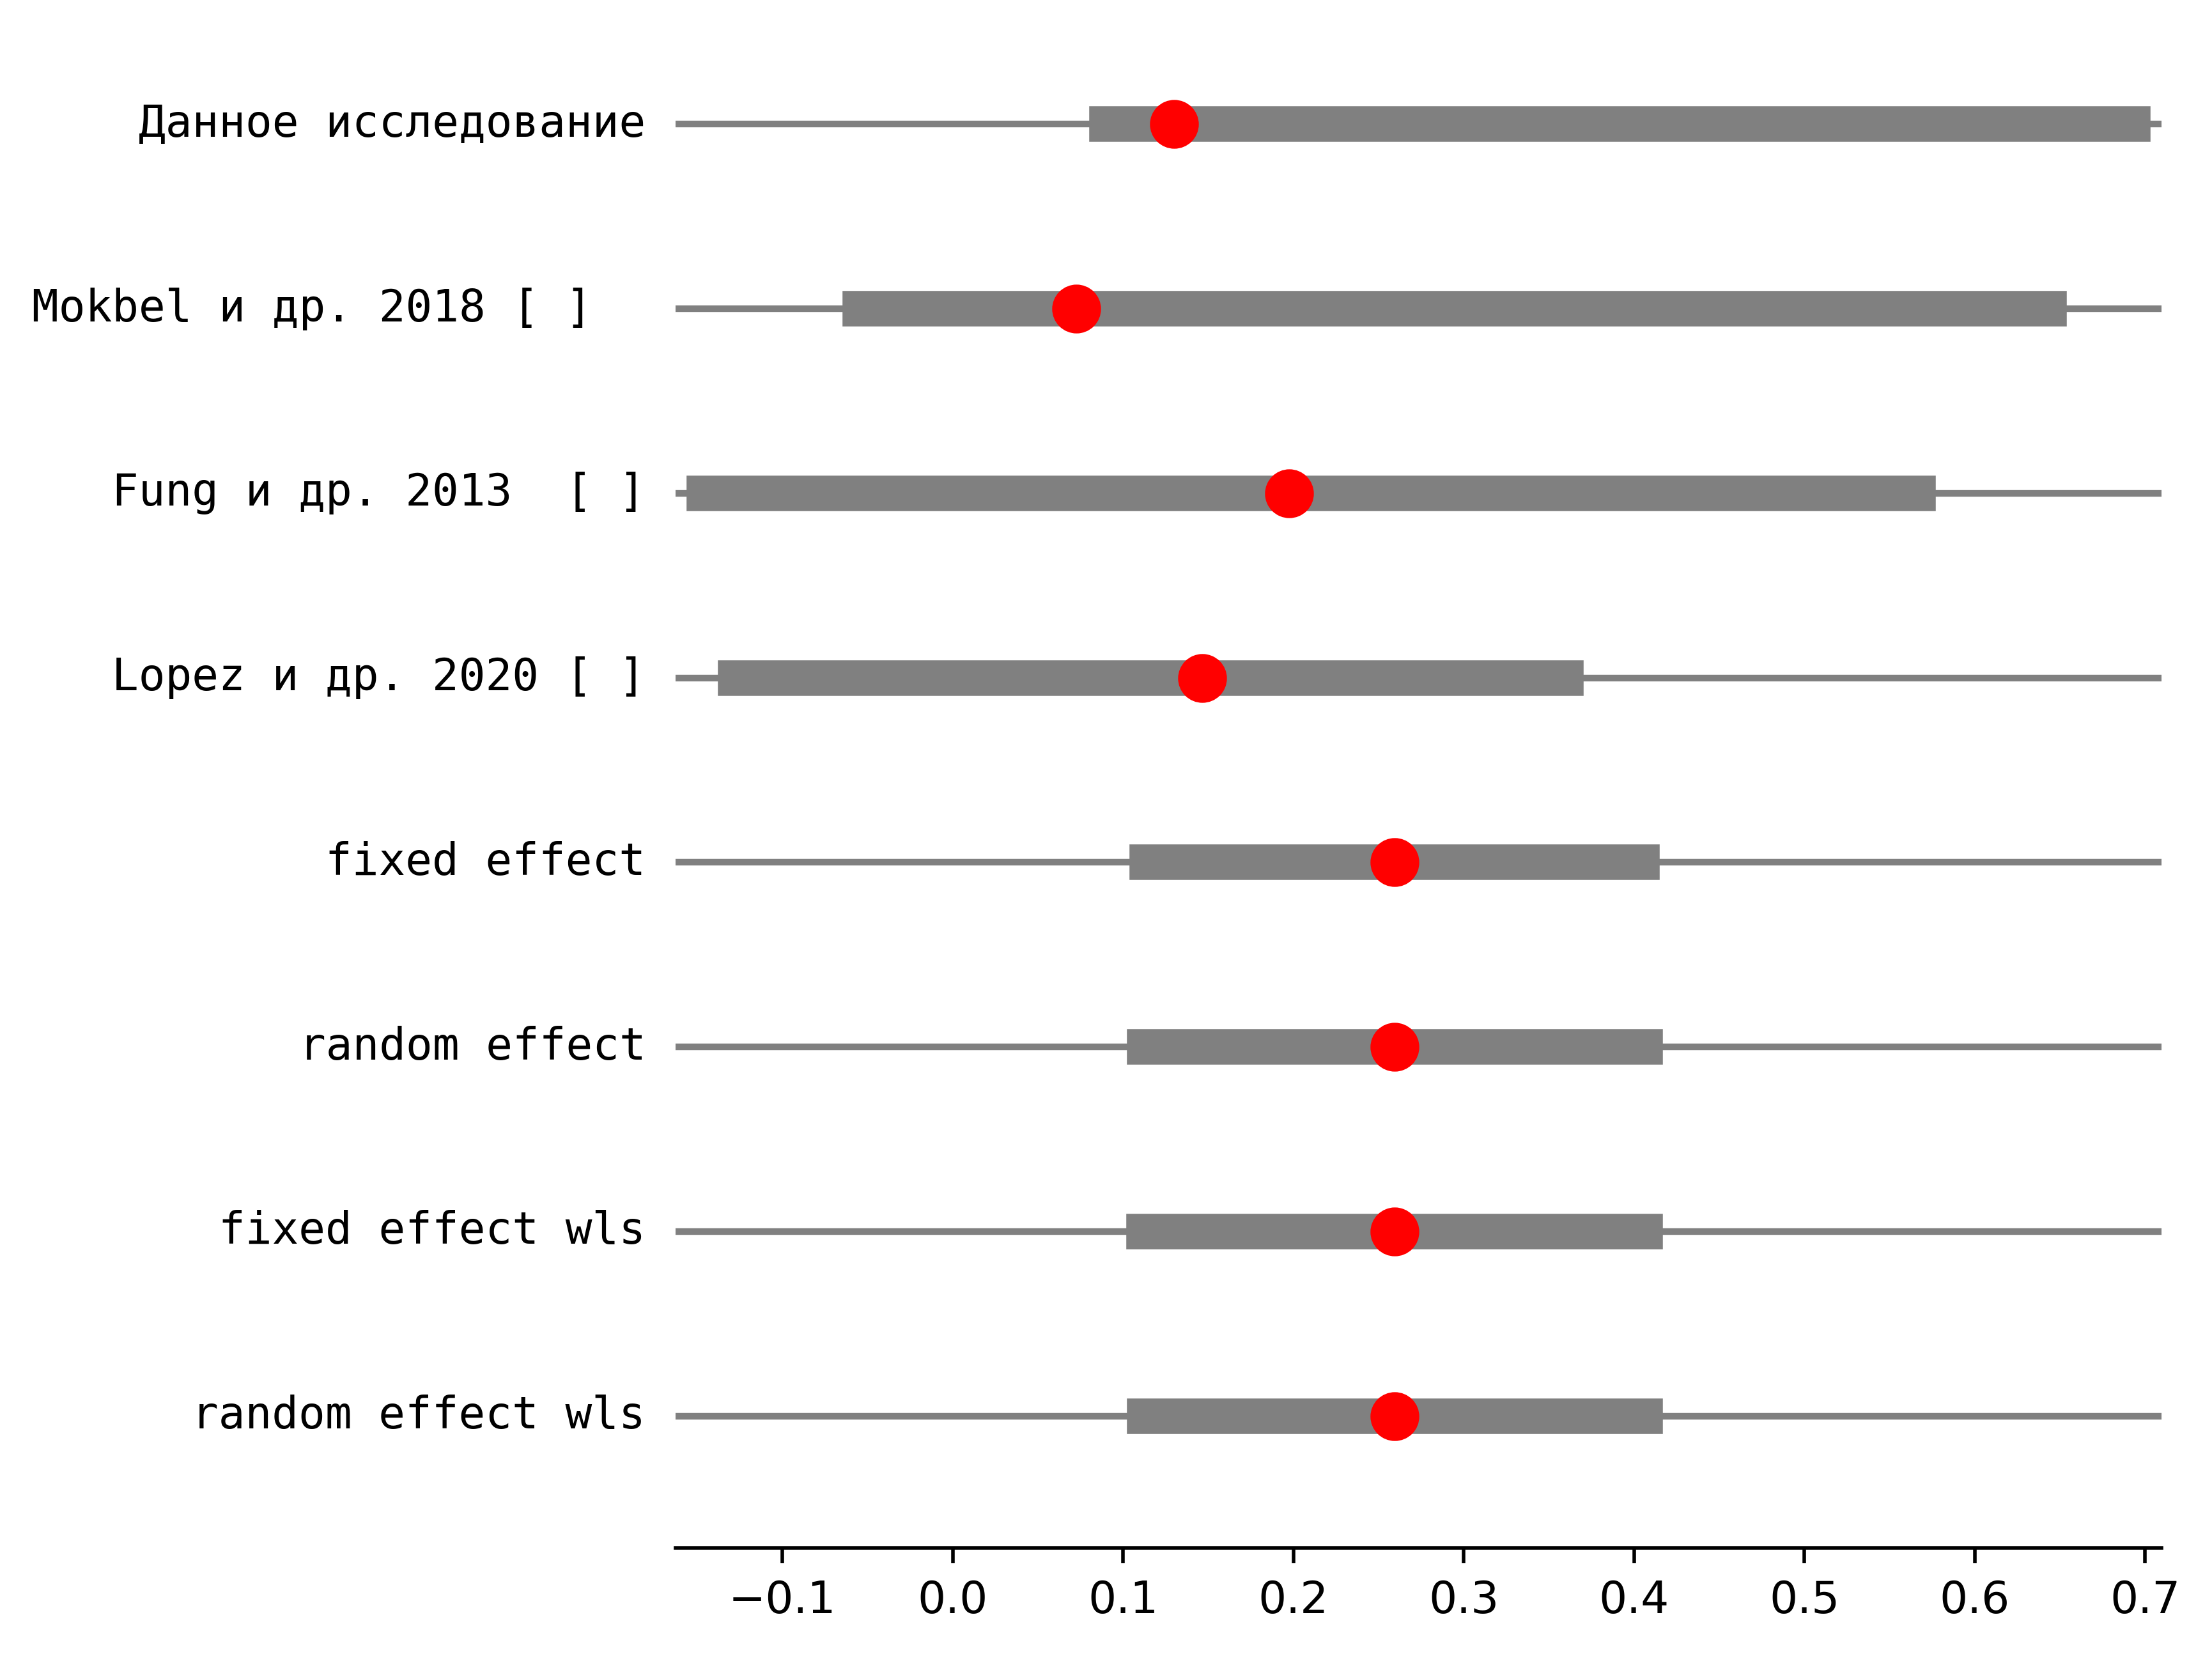 Данное исследование
Mokbel и др. 2018 [ ]
Fung и др. 2013  [ ]
Lopez и др. 2020 [ ]
fixed effect
random effect
fixed effect wls
random effect wls
−0.1 0.0 0.1 0.2 0.3 0.4 0.5 0.6 0.7